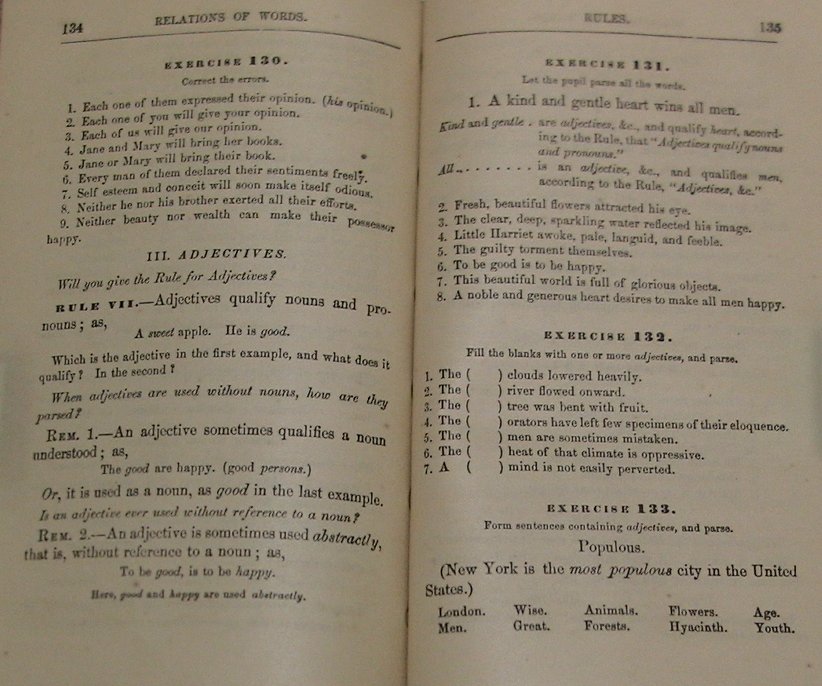 134
RELATIONS OF WORDS.
EXERCISE 130.
Correct the errors.
1. Each one of them expressed their opinion. (his opinion.)
2. Each one of you will give your opinion.
3. Each of us will give our opinion.
4. Jane and Mary will bring her books.
5. Jane or Mary will bring their book.
6. Every man of them declared their sentiments freely.
7. Self esteem and conceit will soon make itself odious.
8. Neither he nor his brother exerted all their efforts.
9. Neither beauty nor wealth can make their possessor
happy.
III. ADJECTIVES.
Will you give the Rule for Adjectives?
RULE VII.—Adjectives qualify nouns and pro-
nouns; as,
A sweet apple. He is good.
Which is the adjective in the first example, and what does it
qualify? In the second?
When adjectives are used without nouns, how are they
parsed?
REM. 1.—An adjective sometimes qualifies a noun
understood; as,
The good are happy. (good persons.)
Or, it is used as a noun, as good in the last example.
Is an adjective ever used without reference to a noun?
REM. 2.—An adjective is sometimes used abstractly,
that is, without reference to a noun; as,
To be good, is to be happy.
Here, good and happy are used abstractly.
RULES.
135
EXERCISE 131.
Let the pupil parse all the words.
1. A kind and gentle heart wins all men.
Kind and gentle . are adjectives, &c., and qualify heart, accord-
ing to the Rule, that "Adjectives qualify nouns
and pronouns."
All . . . . . . . . is an adjective, &c., and qualifies men,
according to the Rule, "Adjectives, &c."
2. Fresh, beautiful flowers attracted his eye.
3. The clear, deep, sparkling water reflected his image.
4. Little Harriet awoke, pale, languid, and feeble.
5. The guilty torment themselves.
6. To be good is to be happy.
7. This beautiful world is full of glorious objects.
8. A noble and generous heart desires to make all men happy.
EXERCISE 132.
Fill the blanks with one or more adjectives, and parse.
1. The ( ) clouds lowered heavily.
2. The ( ) river flowed onward.
3. The ( ) tree was bent with fruit.
4. The ( ) orators have left few specimens of their eloquence.
5. The ( ) men are sometimes mistaken.
6. The ( ) heat of that climate is oppressive.
7. A ( ) mind is not easily perverted.
EXERCISE 133.
Form sentences containing adjectives, and parse.
Populous.
(New York is the most populous city in the United
States.)
London. Wise. Animals. Flowers. Age.
Men. Great. Forests. Hyacinth. Youth.